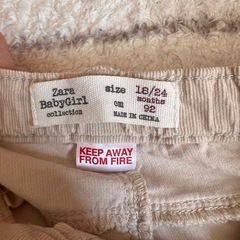 Zara
BabyGirl
collection
size 18/24
months
cm 92
MADE IN CHINA
KEEP AWAY
FROM FIRE